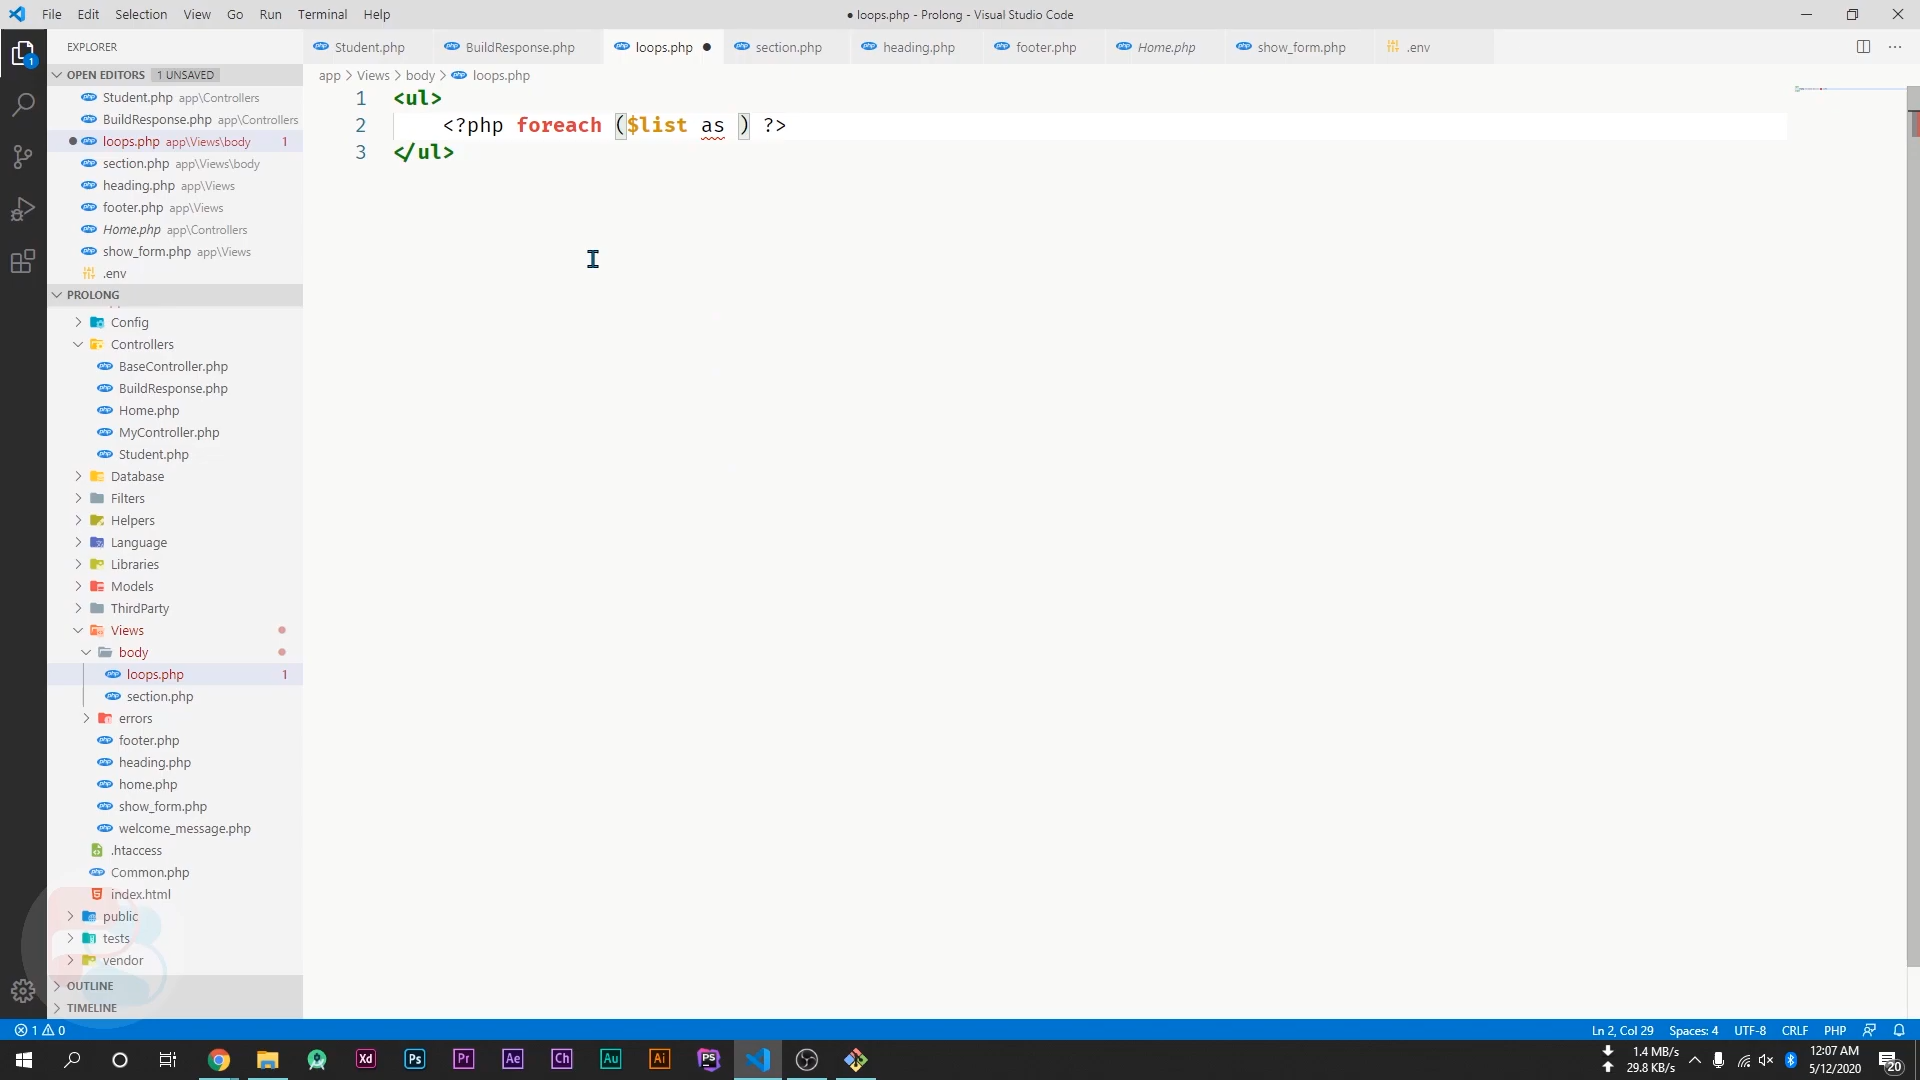 File Edit Selection View Go Run Terminal Help
● loops.php - Prolong - Visual Studio Code
EXPLORER
Student.php
BuildResponse.php
loops.php ●
section.php
heading.php
footer.php
Home.php
show_form.php
.env
OPEN EDITORS 1 UNSAVED
Student.php app\Controllers
BuildResponse.php app\Controllers
loops.php app\Views\body 1
section.php app\Views\body
heading.php app\Views
footer.php app\Views
Home.php app\Controllers
show_form.php app\Views
.env
PROLONG
Config
Controllers
BaseController.php
BuildResponse.php
Home.php
MyController.php
Student.php
Database
Filters
Helpers
Language
Libraries
Models
ThirdParty
Views
body
loops.php 1
section.php
errors
footer.php
heading.php
home.php
show_form.php
welcome_message.php
.htaccess
Common.php
index.html
public
tests
vendor
OUTLINE
TIMELINE
app > Views > body > loops.php
1 <ul>
2 <?php foreach ($list as ) ?>
3 </ul>
1 0
Ln 2, Col 29 Spaces: 4 UTF-8 CRLF PHP
Xd Ps Pr Ae Ch Au Ai PS
1.4 MB/s
29.8 KB/s
12:07 AM
5/12/2020
20